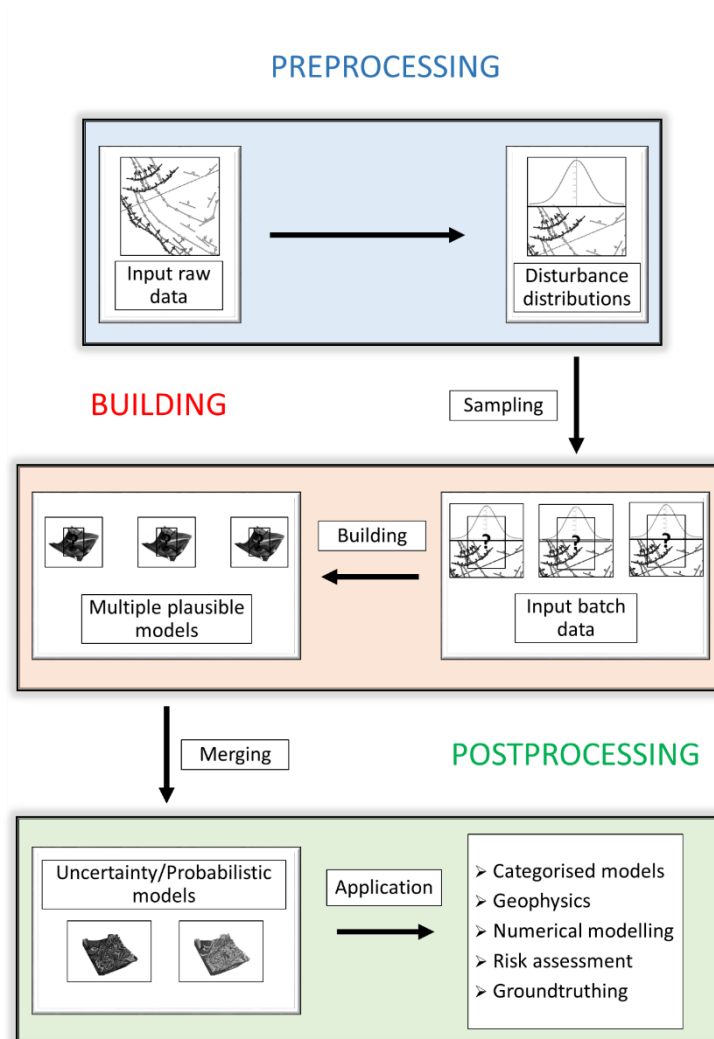 PREPROCESSING
Input raw
data
Disturbance
distributions
BUILDING
Sampling
? ? ?
Multiple plausible
models
Building
? ? ?
Input batch
data
Merging
POSTPROCESSING
Uncertainty/Probabilistic
models
Application
➢ Categorised models
➢ Geophysics
➢ Numerical modelling
➢ Risk assessment
➢ Groundtruthing